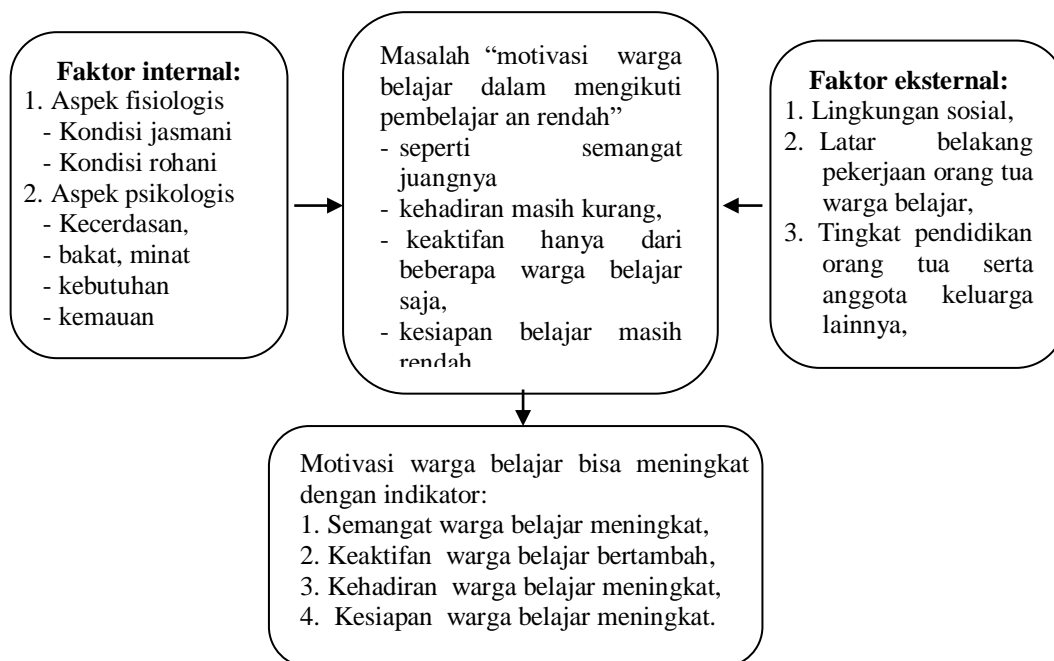 Faktor internal:
1. Aspek fisiologis
- Kondisi jasmani
- Kondisi rohani
2. Aspek psikologis
- Kecerdasan,
- bakat, minat
- kebutuhan
- kemauan
Masalah “motivasi warga
belajar dalam mengikuti
pembelajar an rendah”
- seperti semangat
juangnya
- kehadiran masih kurang,
- keaktifan hanya dari
beberapa warga belajar
saja,
- kesiapan belajar masih
rendah
Faktor eksternal:
1. Lingkungan sosial,
2. Latar belakang
pekerjaan orang tua
warga belajar,
3. Tingkat pendidikan
orang tua serta
anggota keluarga
lainnya,
Motivasi warga belajar bisa meningkat
dengan indikator:
1. Semangat warga belajar meningkat,
2. Keaktifan warga belajar bertambah,
3. Kehadiran warga belajar meningkat,
4. Kesiapan warga belajar meningkat.